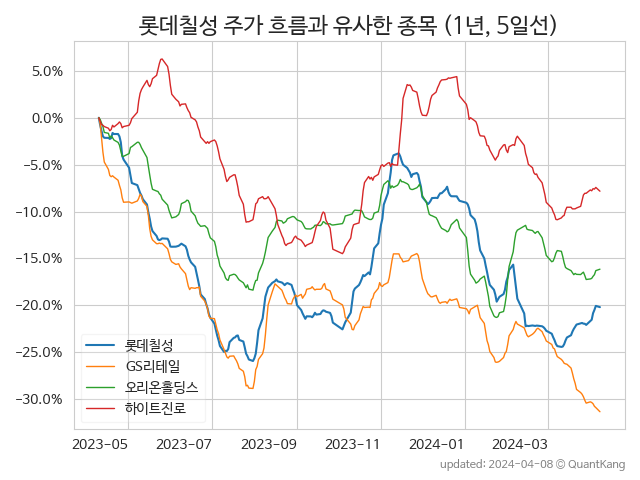 롯데칠성 주가 흐름과 유사한 종목 (1년, 5일선)
5.0%
0.0%
-5.0%
-10.0%
-15.0%
-20.0%
-25.0%
-30.0%
롯데칠성
GS리테일
오리온홀딩스
하이트진로
2023-05 2023-07 2023-09 2023-11 2024-01 2024-03
updated: 2024-04-08 © QuantKang